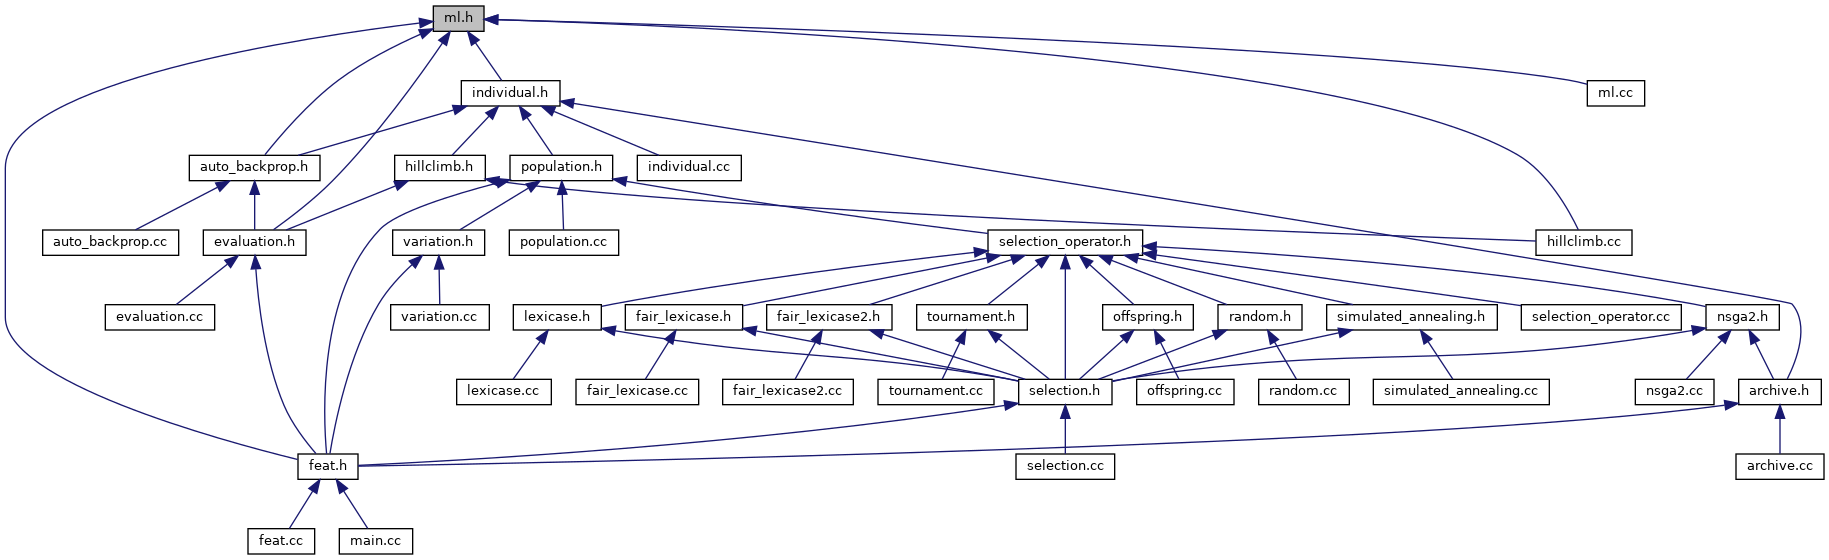 ml.h
individual.h
ml.cc
auto_backprop.h
hillclimb.h
population.h
individual.cc
auto_backprop.cc
evaluation.h
variation.h
population.cc
selection_operator.h
hillclimb.cc
evaluation.cc
variation.cc
lexicase.h
fair_lexicase.h
fair_lexicase2.h
tournament.h
offspring.h
random.h
simulated_annealing.h
selection_operator.cc
nsga2.h
lexicase.cc
fair_lexicase.cc
fair_lexicase2.cc
tournament.cc
selection.h
offspring.cc
random.cc
simulated_annealing.cc
nsga2.cc
archive.h
feat.h
selection.cc
archive.cc
feat.cc
main.cc